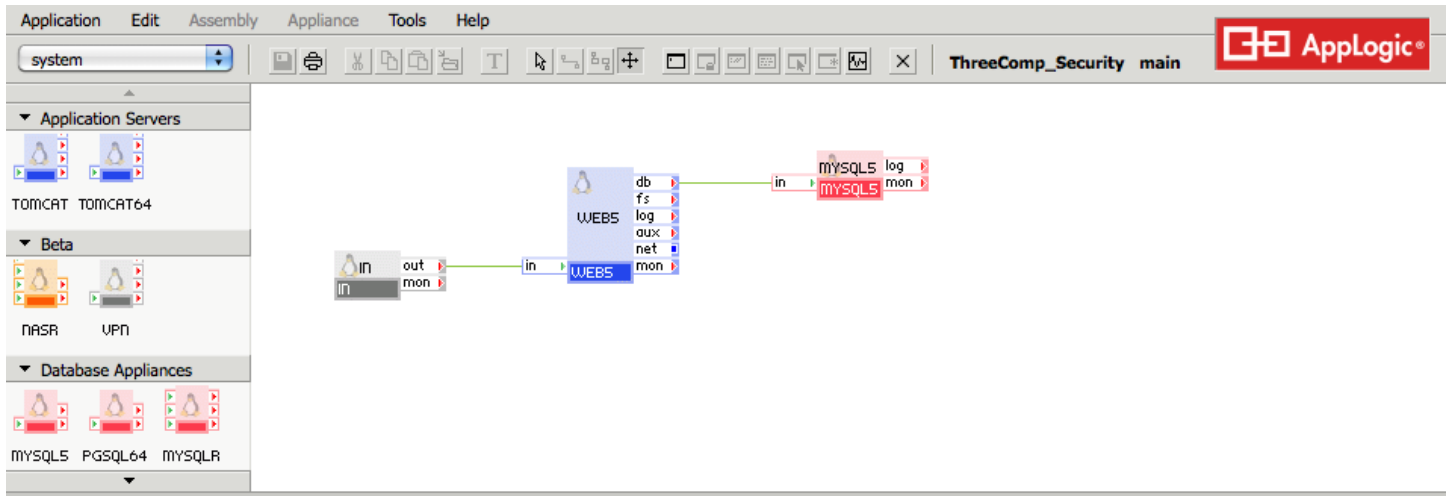 Application Edit Assembly Appliance Tools Help
AppLogic®
system
T
ThreeComp_Security main
Application Servers
TOMCAT TOMCAT64
Beta
NASR VPN
Database Appliances
MYSQL5 PGSQL64 MYSQLR
IN
IN
out
mon
in
WEB5
WEB5
db
fs
log
aux
net
mon
in
MYSQL5
MYSQL5
log
mon